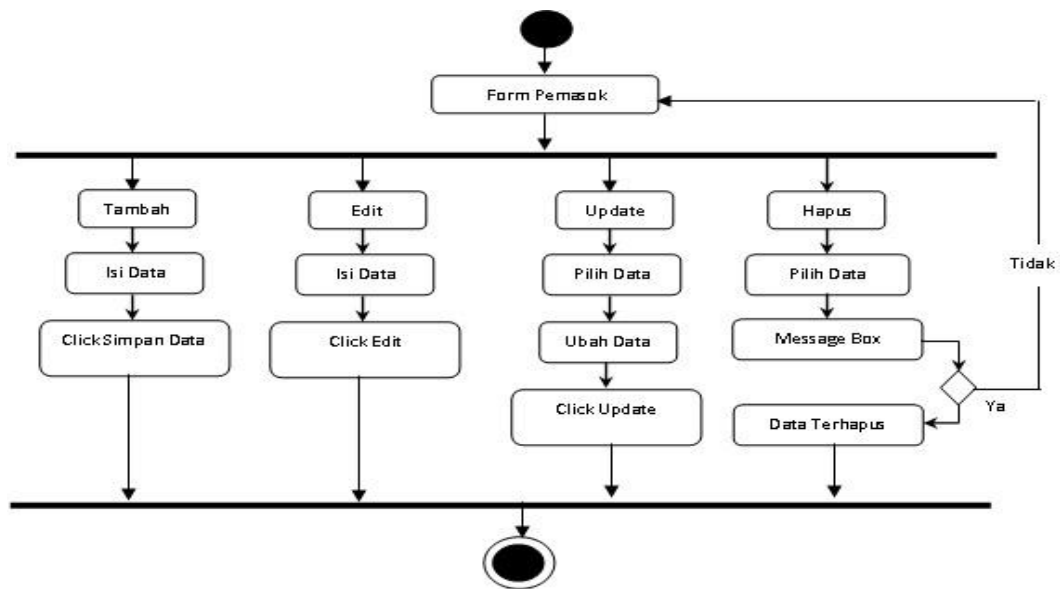 Form Pemasok
Tambah
Edit
Update
Hapus
Isi Data
Isi Data
Pilih Data
Pilih Data
Tidak
Click Simpan Data
Click Edit
Ubah Data
Message Box
Click Update
Ya
Data Terhapus